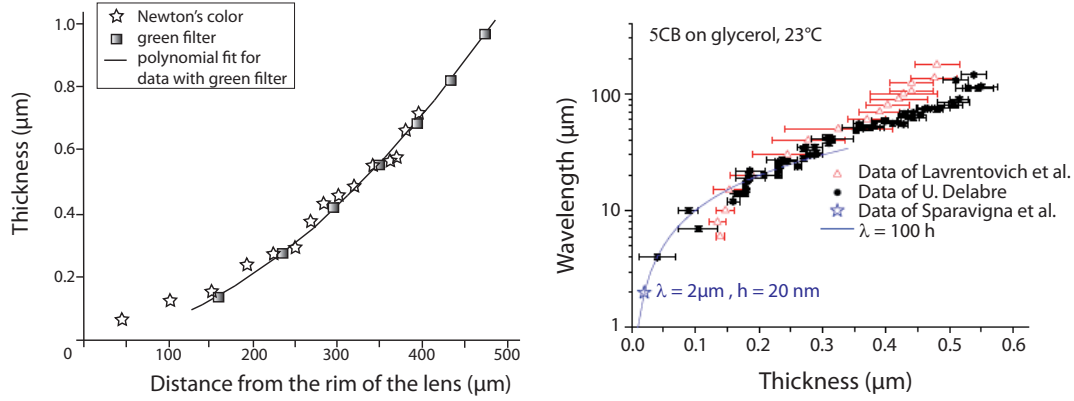 Newton's color
green filter
polynomial fit for
data with green filter
1.0
0.8
0.6
0.4
0.2
0
Thickness (µm)
0
100
200
300
400
500
Distance from the rim of the lens (µm)
5CB on glycerol, 23°C
100
10
1
Wavelength (µm)
Data of Lavrentovich et al.
Data of U. Delabre
Data of Sparavigna et al.
λ = 100 h
λ = 2µm , h = 20 nm
0.0
0.1
0.2
0.3
0.4
0.5
0.6
Thickness (µm)